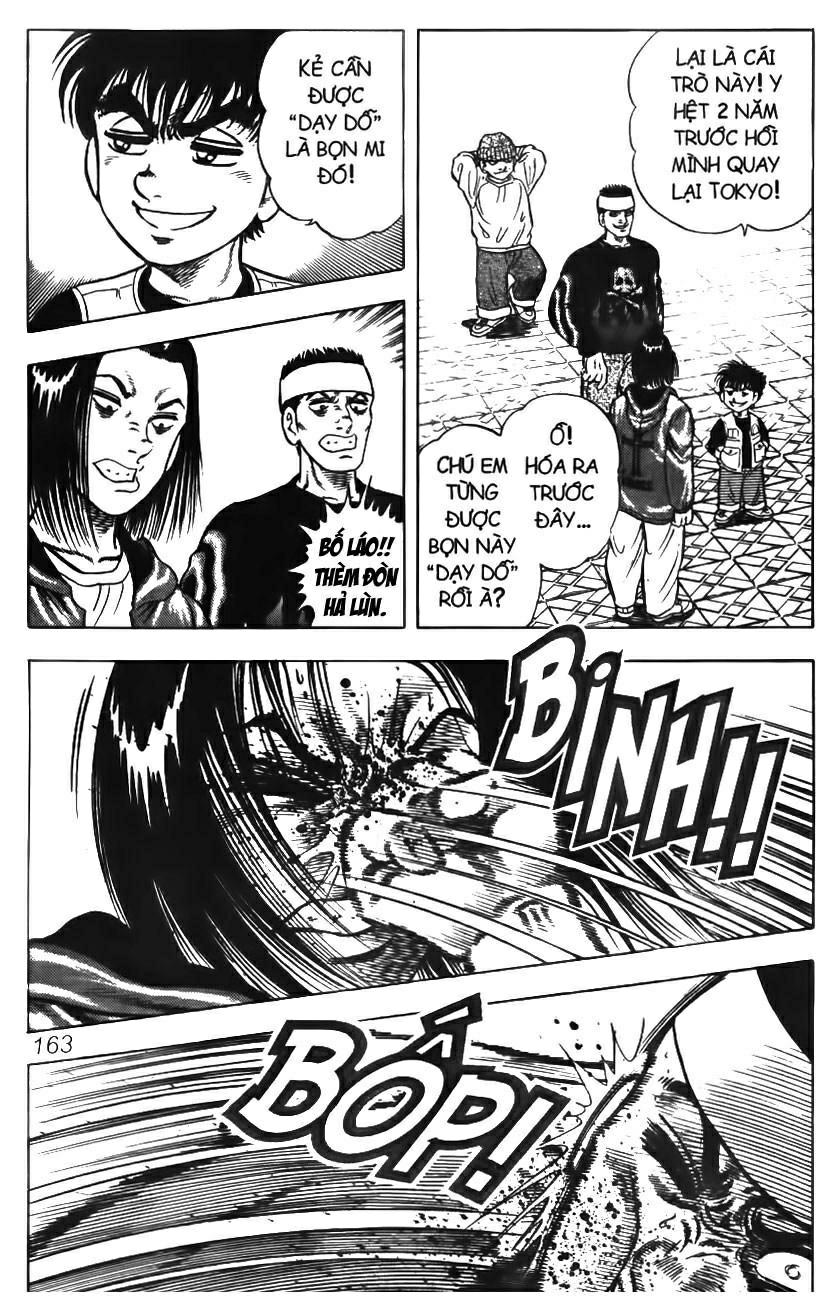 LẠI LÀ CÁI
TRÒ NÀY! Y
HỆT 2 NĂM
TRƯỚC HỒI
MÌNH QUAY
LẠI TOKYO!
Ồ!
HÓA RA
TRƯỚC
ĐÂY...
CHÚ EM
TỪNG
ĐƯỢC
BỌN NÀY
“DẠY DỖ”
RỒI À?
KẺ CẦN
ĐƯỢC
“DẠY DỖ”
LÀ BỌN MI
ĐÓ!
BỐ LÁO!!
THÈM ĐÒN
HẢ LÙN.
BINH!!
BỐP!
163